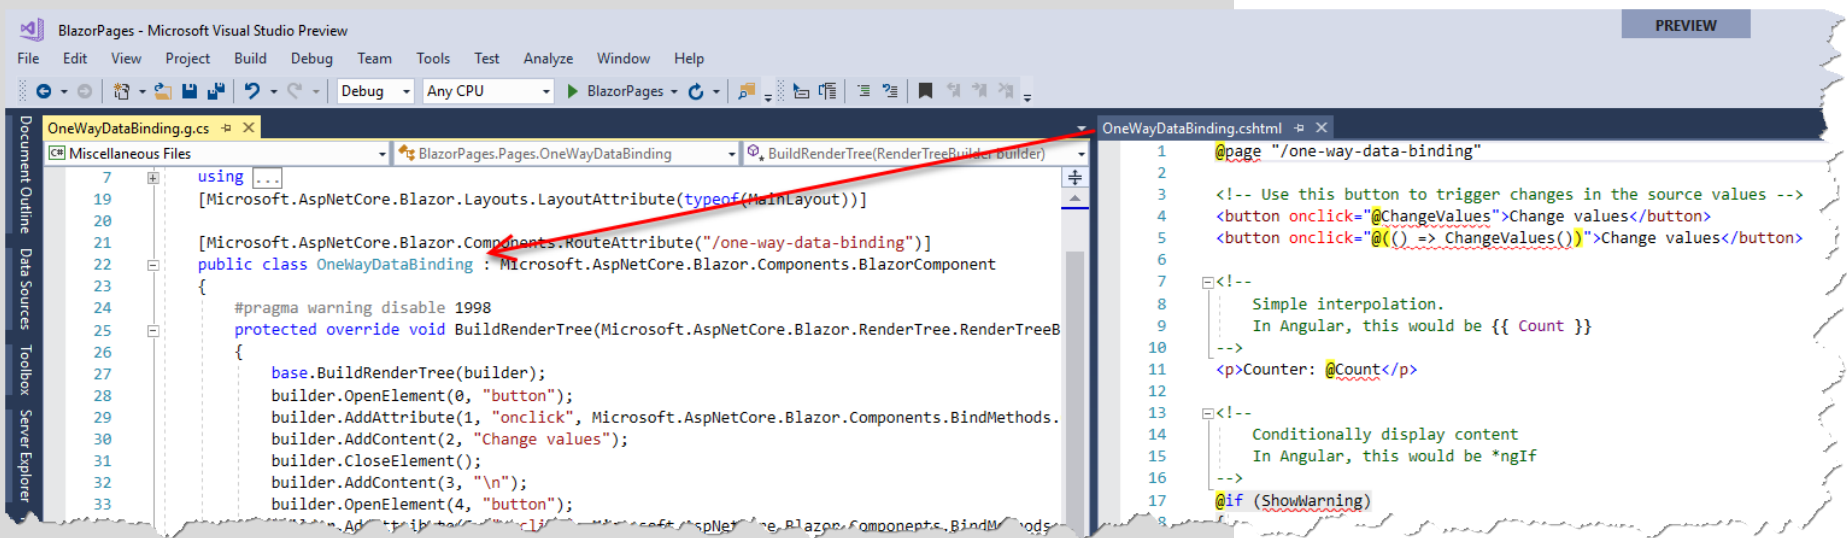 BlazorPages - Microsoft Visual Studio Preview
PREVIEW
File Edit View Project Build Debug Team Tools Test Analyze Window Help
Debug Any CPU BlazorPages
Document Outline
Data Sources
Toolbox
Server Explorer
OneWayDataBinding.g.cs
C# Miscellaneous Files BlazorPages.Pages.OneWayDataBinding BuildRenderTree(RenderTreeBuilder builder)
7 using ...
19 [Microsoft.AspNetCore.Blazor.Layouts.LayoutAttribute(typeof(MainLayout))]
20
21 [Microsoft.AspNetCore.Blazor.Components.RouteAttribute("/one-way-data-binding")]
22 public class OneWayDataBinding : Microsoft.AspNetCore.Blazor.Components.BlazorComponent
23 {
24 #pragma warning disable 1998
25 protected override void BuildRenderTree(Microsoft.AspNetCore.Blazor.RenderTree.RenderTreeB
26 {
27 base.BuildRenderTree(builder);
28 builder.OpenElement(0, "button");
29 builder.AddAttribute(1, "onclick", Microsoft.AspNetCore.Blazor.Components.BindMethods.
30 builder.AddContent(2, "Change values");
31 builder.CloseElement();
32 builder.AddContent(3, "\n");
33 builder.OpenElement(4, "button");
OneWayDataBinding.cshtml
1 @page "/one-way-data-binding"
2
3 <!-- Use this button to trigger changes in the source values -->
4 <button onclick="@ChangeValues">Change values</button>
5 <button onclick="@(() => ChangeValues())">Change values</button>
6
7 <!--
8 Simple interpolation.
9 In Angular, this would be {{ Count }}
10 -->
11 <p>Counter: @Count</p>
12
13 <!--
14 Conditionally display content
15 In Angular, this would be *ngIf
16 -->
17 @if (ShowWarning)